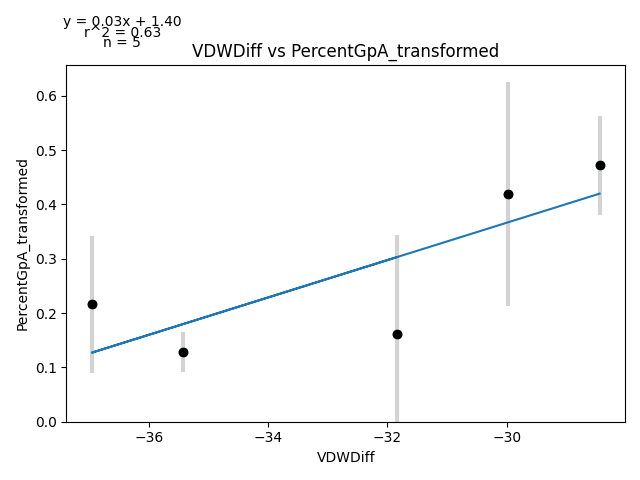 y = 0.03x + 1.40
r^2 = 0.63
n = 5
VDWDiff vs PercentGpA_transformed
PercentGpA_transformed
0.6
0.5
0.4
0.3
0.2
0.1
0.0
−36
−34
−32
−30
VDWDiff